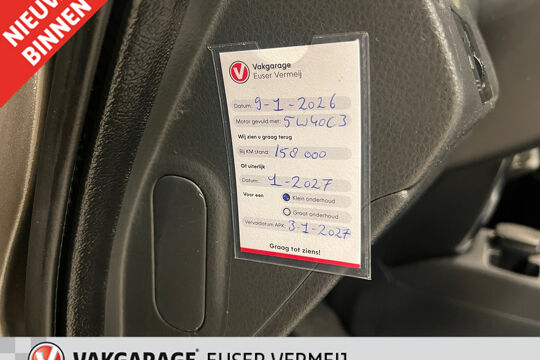 NIEUW
BINNEN
Vakgarage
Euser Vermeij
Datum: 9-1-2026
Motor gevuld met: 5W40C3
Wij zien u graag terug
Bij KM stand: 158 000
Of uiterlijk
Datum: 1-2027
Voor een Klein onderhoud
Groot onderhoud
Vervaldatum APK: 3-1-2027
Graag tot ziens!
VAKGARAGE EUSER VERMEIJ